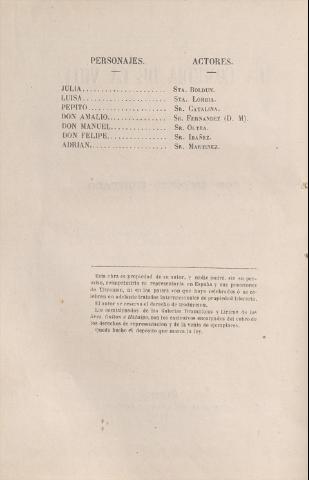 PERSONAJES. ACTORES.
JULIA...................... STA. BOLDUN.
LUISA...................... STA. LOMBIA.
PEPITO..................... SR. CATALINA.
DON AMALIO................. SR. FERNANDEZ (D. M).
DON MANUEL................. SR. OLTRA.
DON FELIPE................. SR. IBAÑEZ.
ADRIAN..................... SR. MARTINEZ.
Esta obra es propiedad de su autor, y nadie podrá, sin su per-
miso, reimprimirla ni representarla en España y sus posesiones
de Ultramar, ni en los países con que haya celebrados ó se ce-
lebren en adelante tratados internacionales de propiedad literaria.
El autor se reserva el derecho de traduccion.
Los comisionados de las Galerías Dramáticas y Líricas de los
Sres. Gullon é Hidalgo, son los exclusivos encargados del cobro de
los derechos de representacion y de la venta de ejemplares.
Queda hecho el depósito que marca la ley.